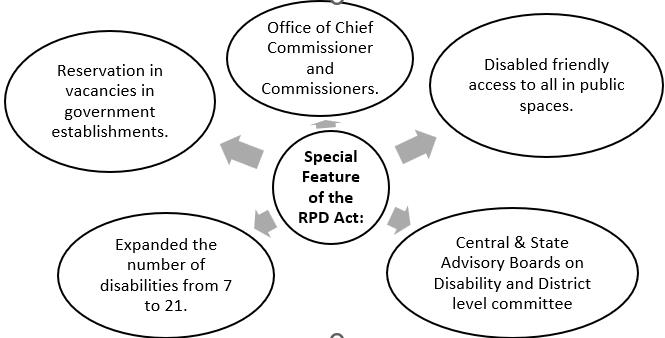 Office of Chief
Commissioner
and
Commissioners.
Reservation in
vacancies in
government
establishments.
Disabled friendly
access to all in public
spaces.
Special
Feature
of the
RPD Act:
Expanded the
number of
disabilities from 7
to 21.
Central & State
Advisory Boards on
Disability and District
level committee